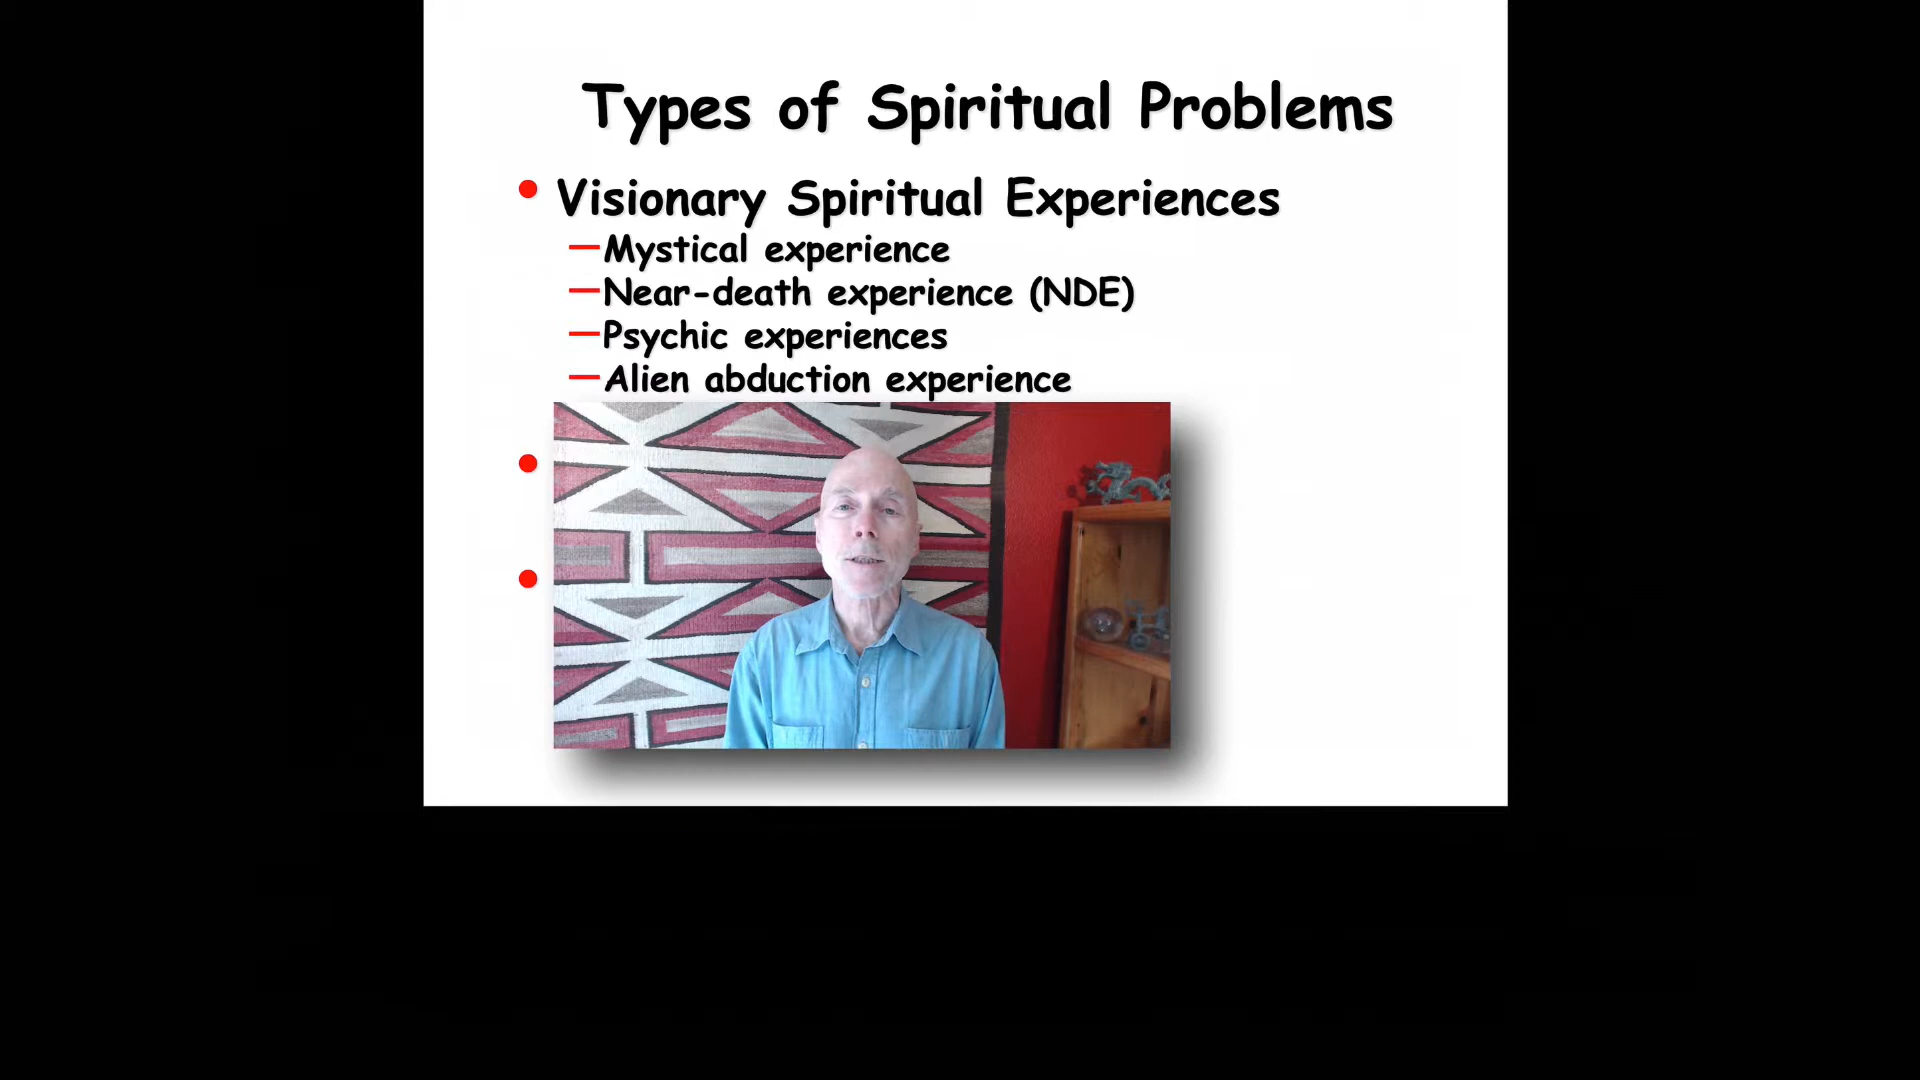 Types of Spiritual Problems
• Visionary Spiritual Experiences
—Mystical experience
—Near-death experience (NDE)
—Psychic experiences
—Alien abduction experience